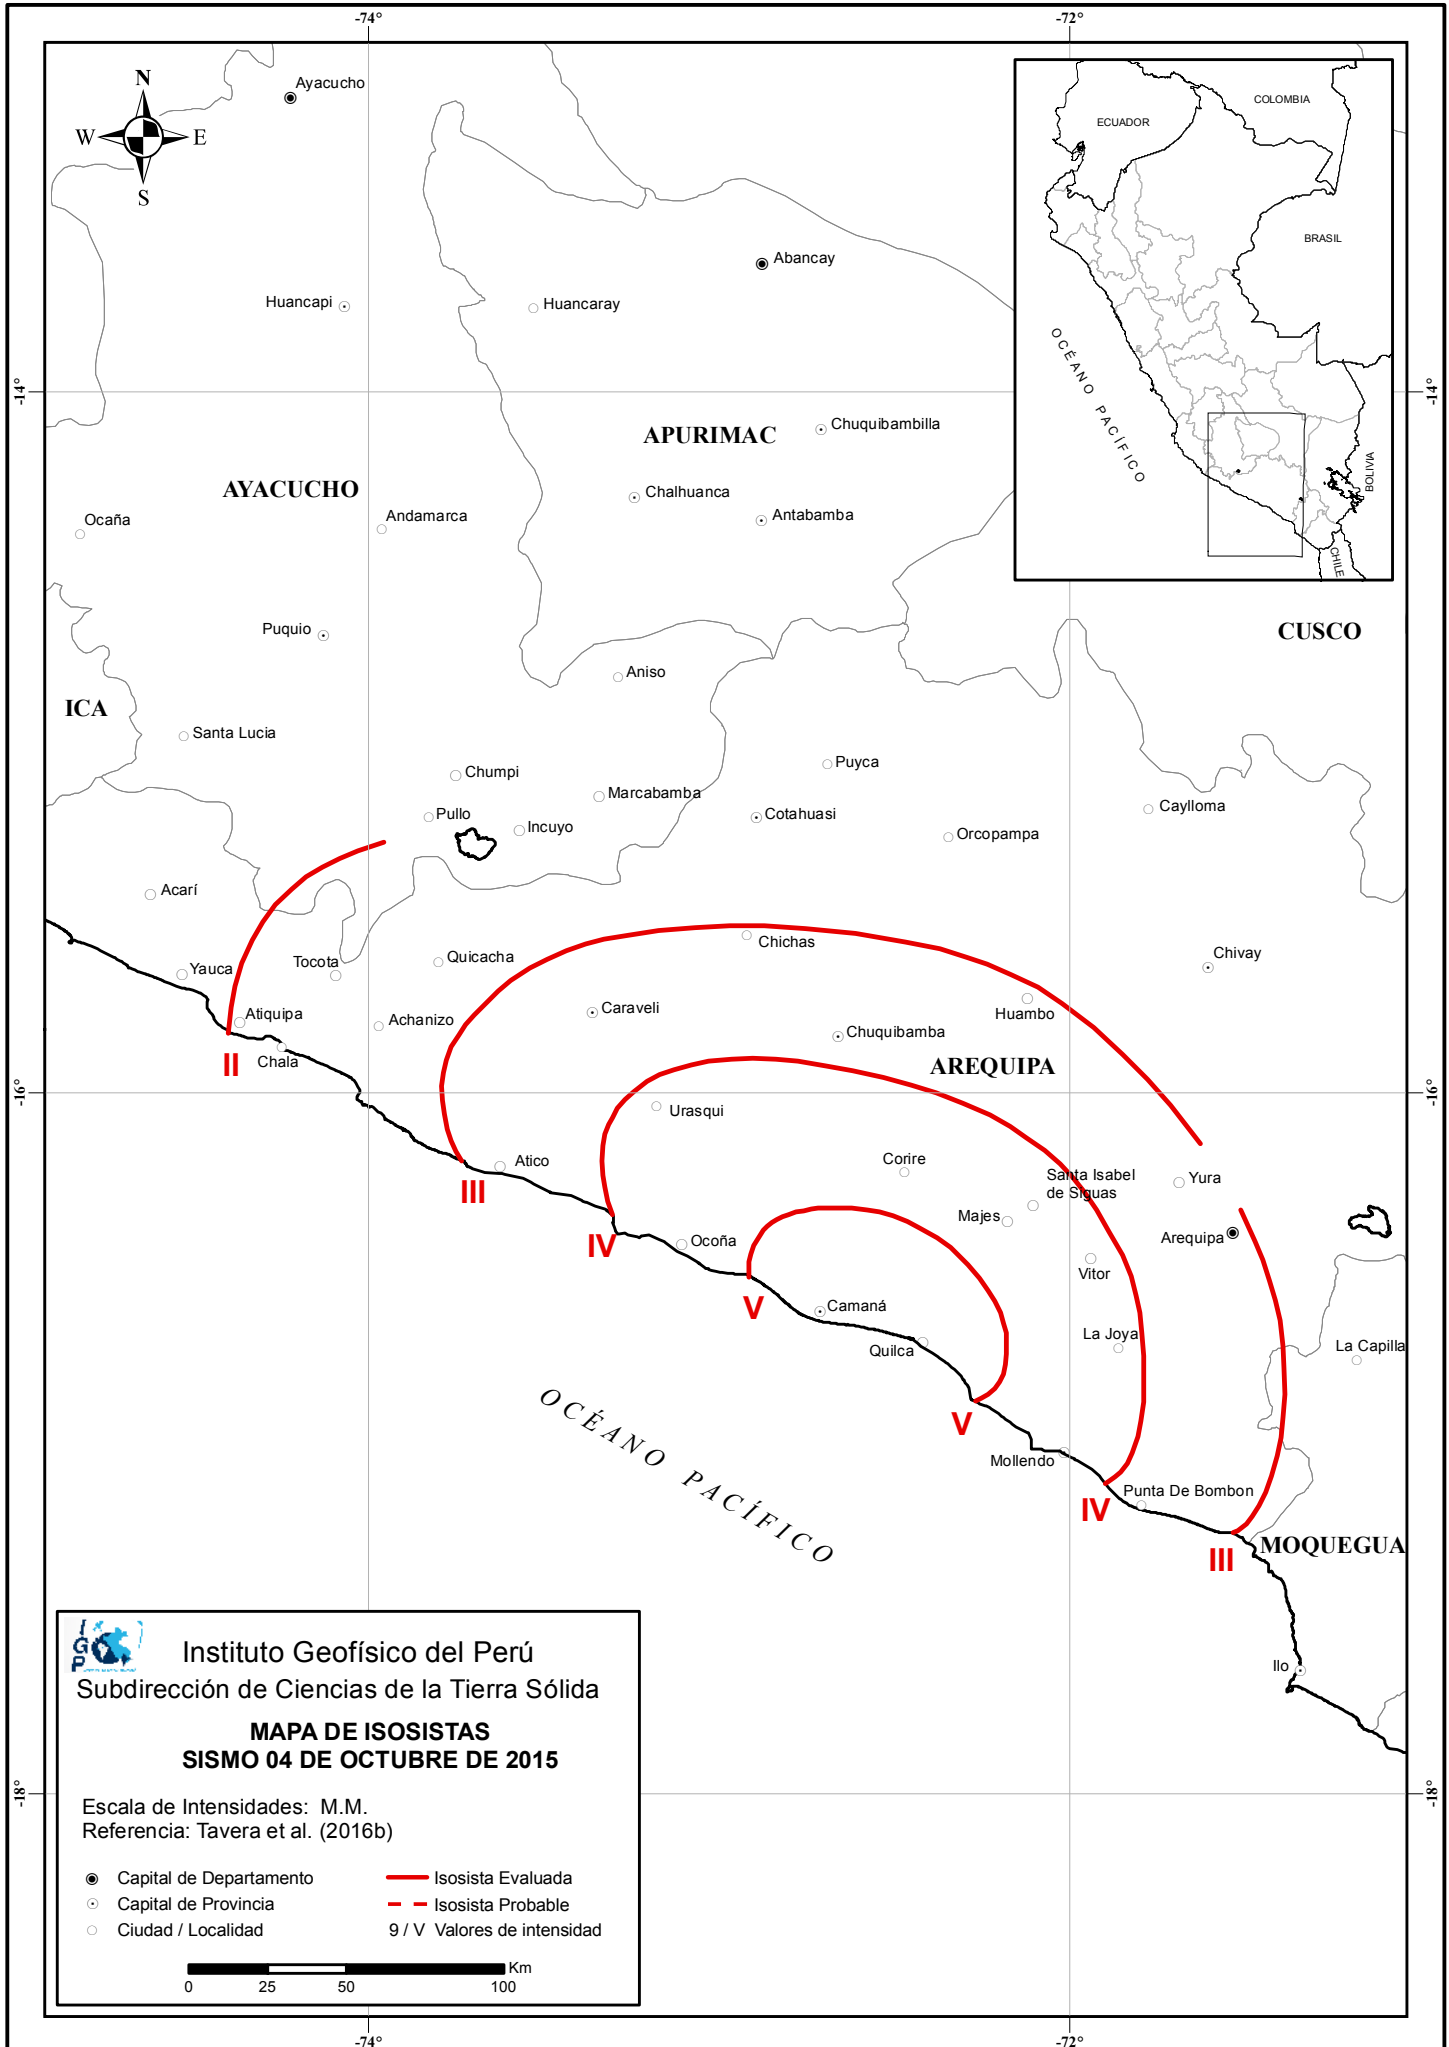 -74°
-72°
N
W
E
S
Ayacucho
COLOMBIA
ECUADOR
BRASIL
OCÉANO PACÍFICO
BOLIVIA
CHILE
Abancay
Huancapi
Huancaray
-14°
-14°
APURIMAC
Chuquibambilla
AYACUCHO
Chalhuanca
Ocaña
Andamarca
Antabamba
Puquio
CUSCO
Aniso
ICA
Santa Lucia
Chumpi
Puyca
Marcabamba
Caylloma
Pullo
Incuyo
Cotahuasi
Orcopampa
Acarí
Chichas
Chivay
Yauca
Tocota
Quicacha
Caraveli
Huambo
Atiquipa
Achanizo
Chuquibamba
Chala
II
AREQUIPA
-16°
-16°
Urasqui
Atico
Corire
Santa Isabel
de Siguas
Yura
III
Majes
IV
Ocoña
Arequipa
Vitor
V
Camaná
La Joya
Quilca
La Capilla
OCÉANO PACÍFICO
V
Mollendo
IV
Punta De Bombon
III
MOQUEGUA
Ilo
IGP
Instituto Geofísico del Perú
Subdirección de Ciencias de la Tierra Sólida
MAPA DE ISOSISTAS
SISMO 04 DE OCTUBRE DE 2015
Escala de Intensidades: M.M.
Referencia: Tavera et al. (2016b)
Capital de Departamento
Isosista Evaluada
Capital de Provincia
Isosista Probable
Ciudad / Localidad
9 / V Valores de intensidad
Km
0 25 50 100
-18°
-18°
-74°
-72°